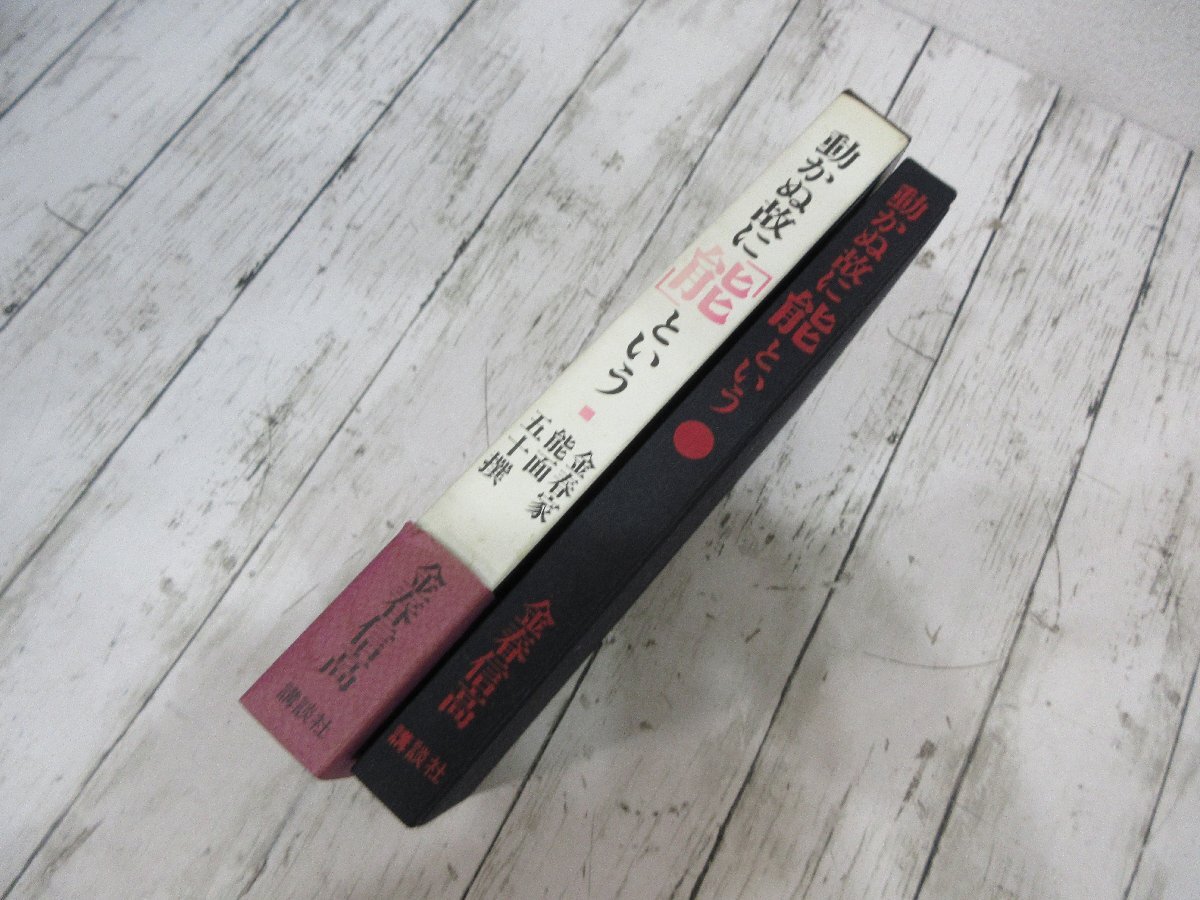 動かぬ故に「能」という
金春家
能面
五十撰
金春信高
講談社
動かぬ故に能という
金春信高
講談社